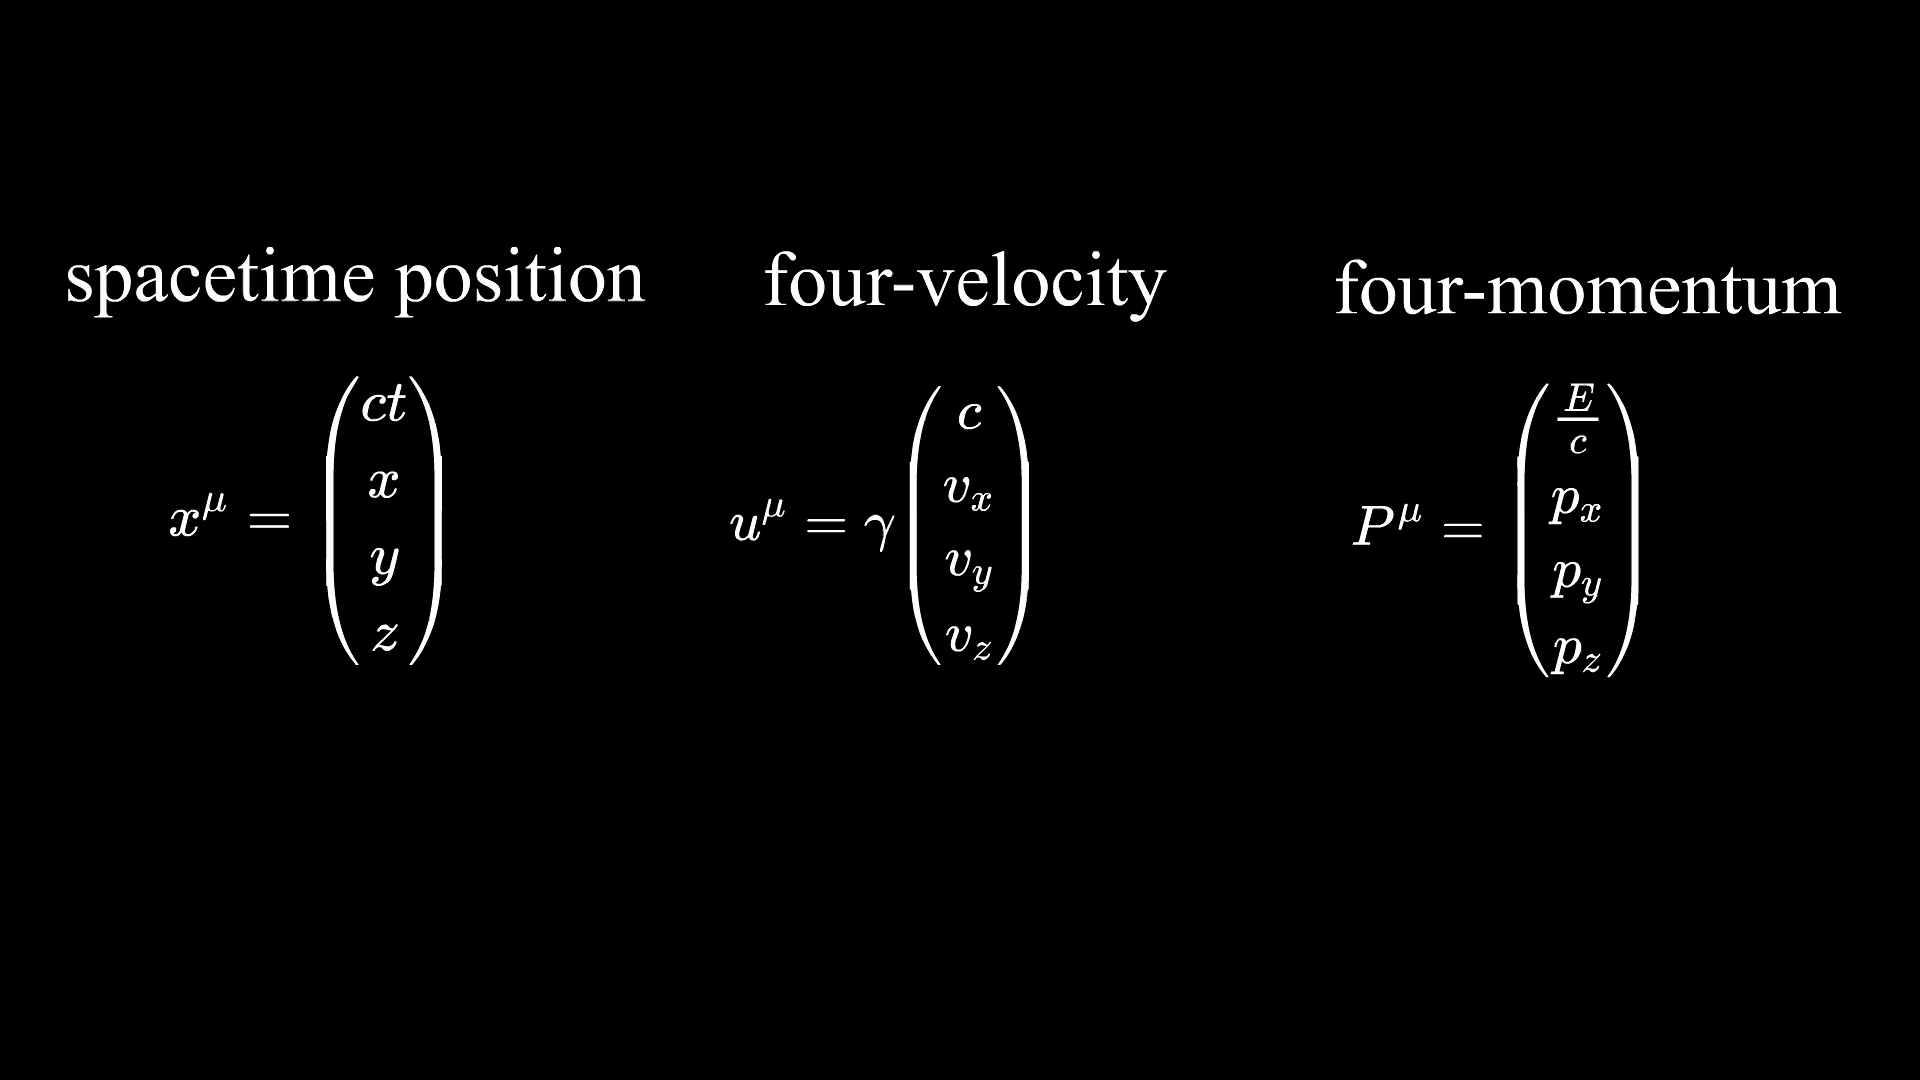 spacetime position
four-velocity
four-momentum
x^μ = (ct x y z)
u^μ = γ (c v_x v_y v_z)
P^μ = (E/c p_x p_y p_z)